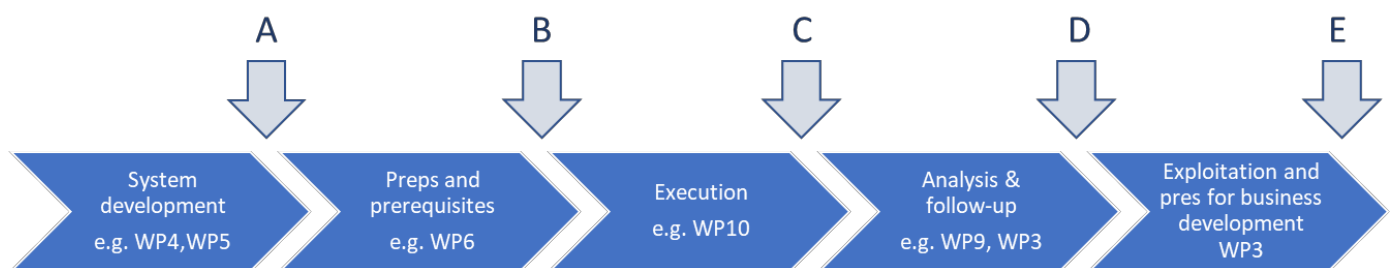 A
B
C
D
E
System
development
e.g. WP4,WP5
Preps and
prerequisites
e.g. WP6
Execution
e.g. WP10
Analysis &
follow-up
e.g. WP9, WP3
Exploitation and
pres for business
development
WP3